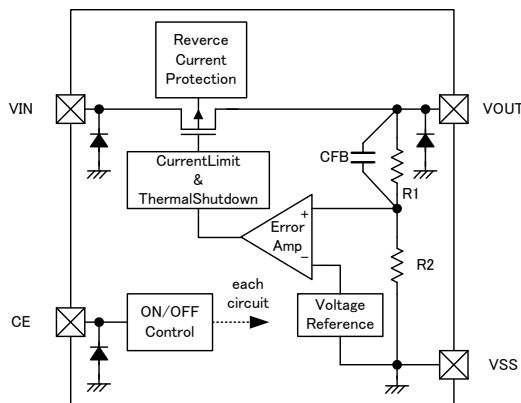 Reverce
Current
Protection
VIN
VOUT
CurrentLimit
&
ThermalShutdown
CFB
R1
+
Error
Amp
−
R2
each
circuit
CE
ON/OFF
Control
Voltage
Reference
VSS